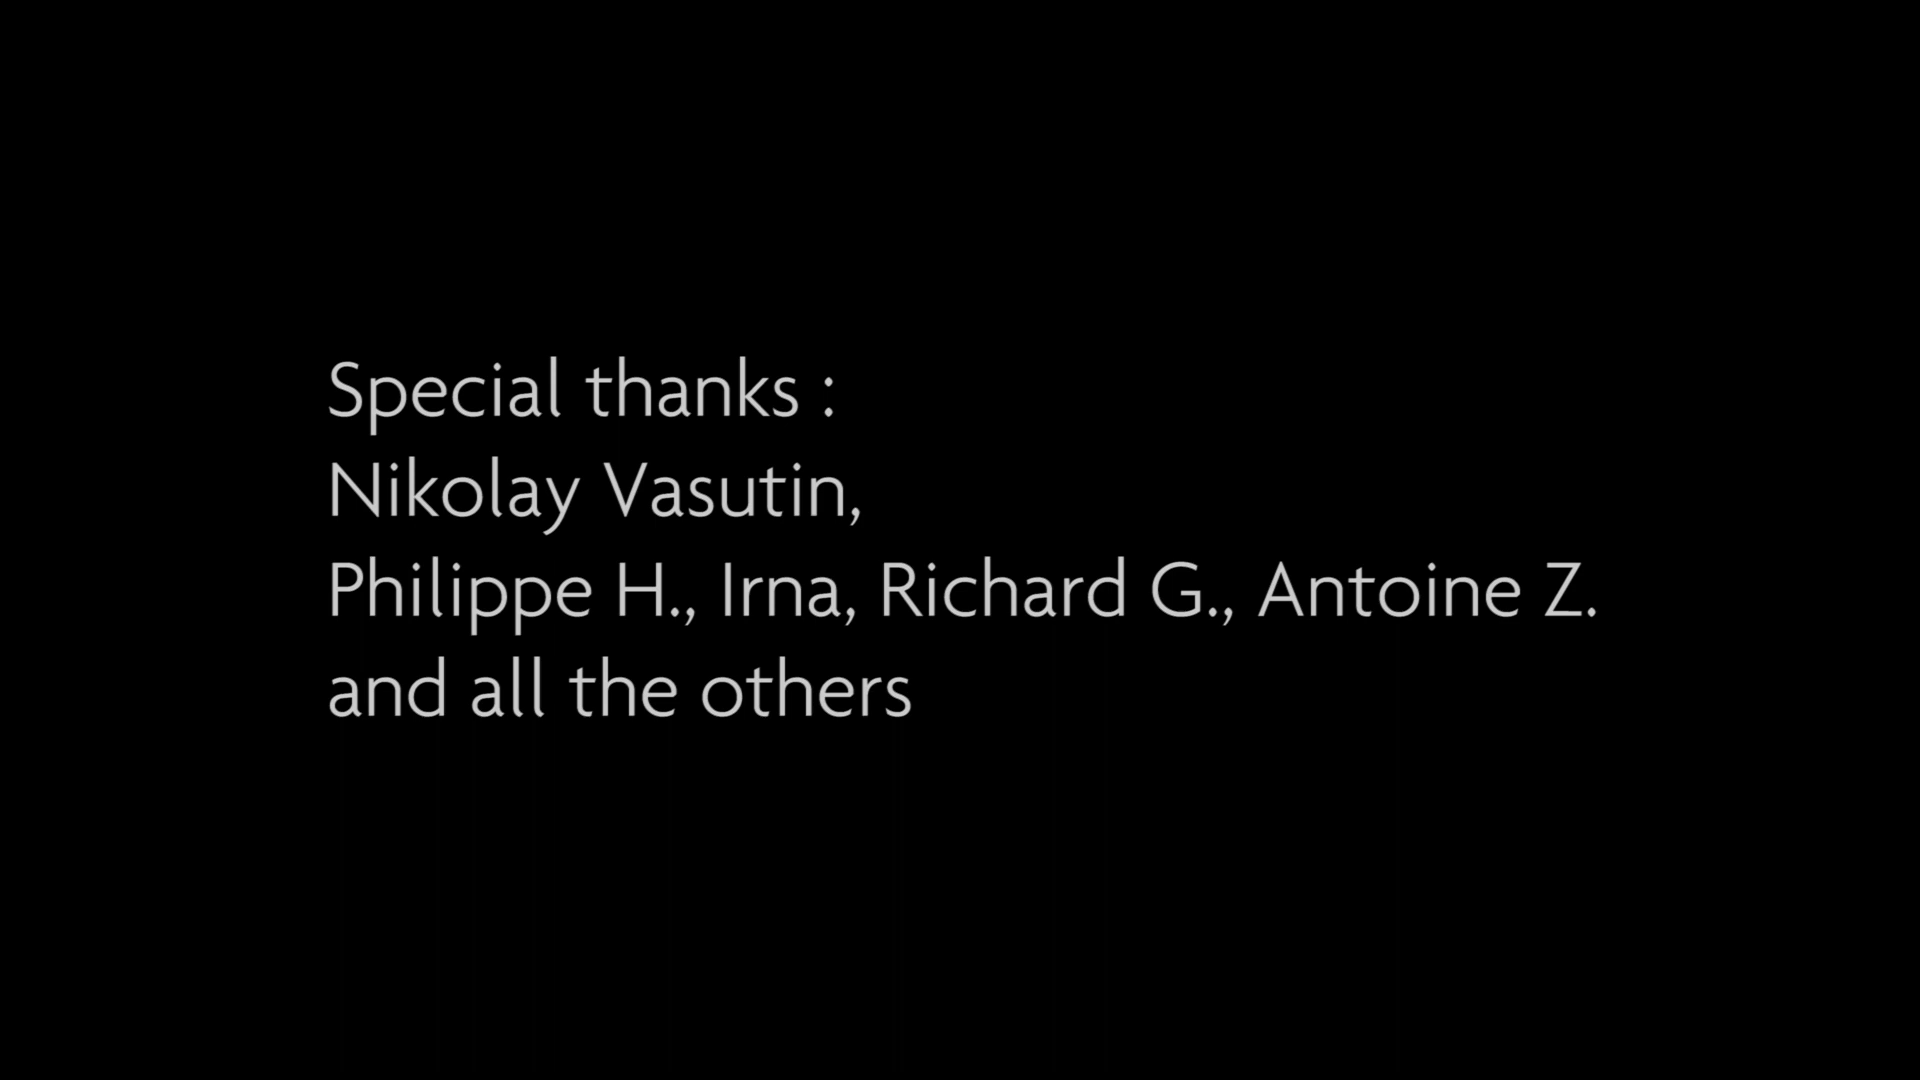 Special thanks :
Nikolay Vasutin,
Philippe H., Irna, Richard G., Antoine Z.
and all the others